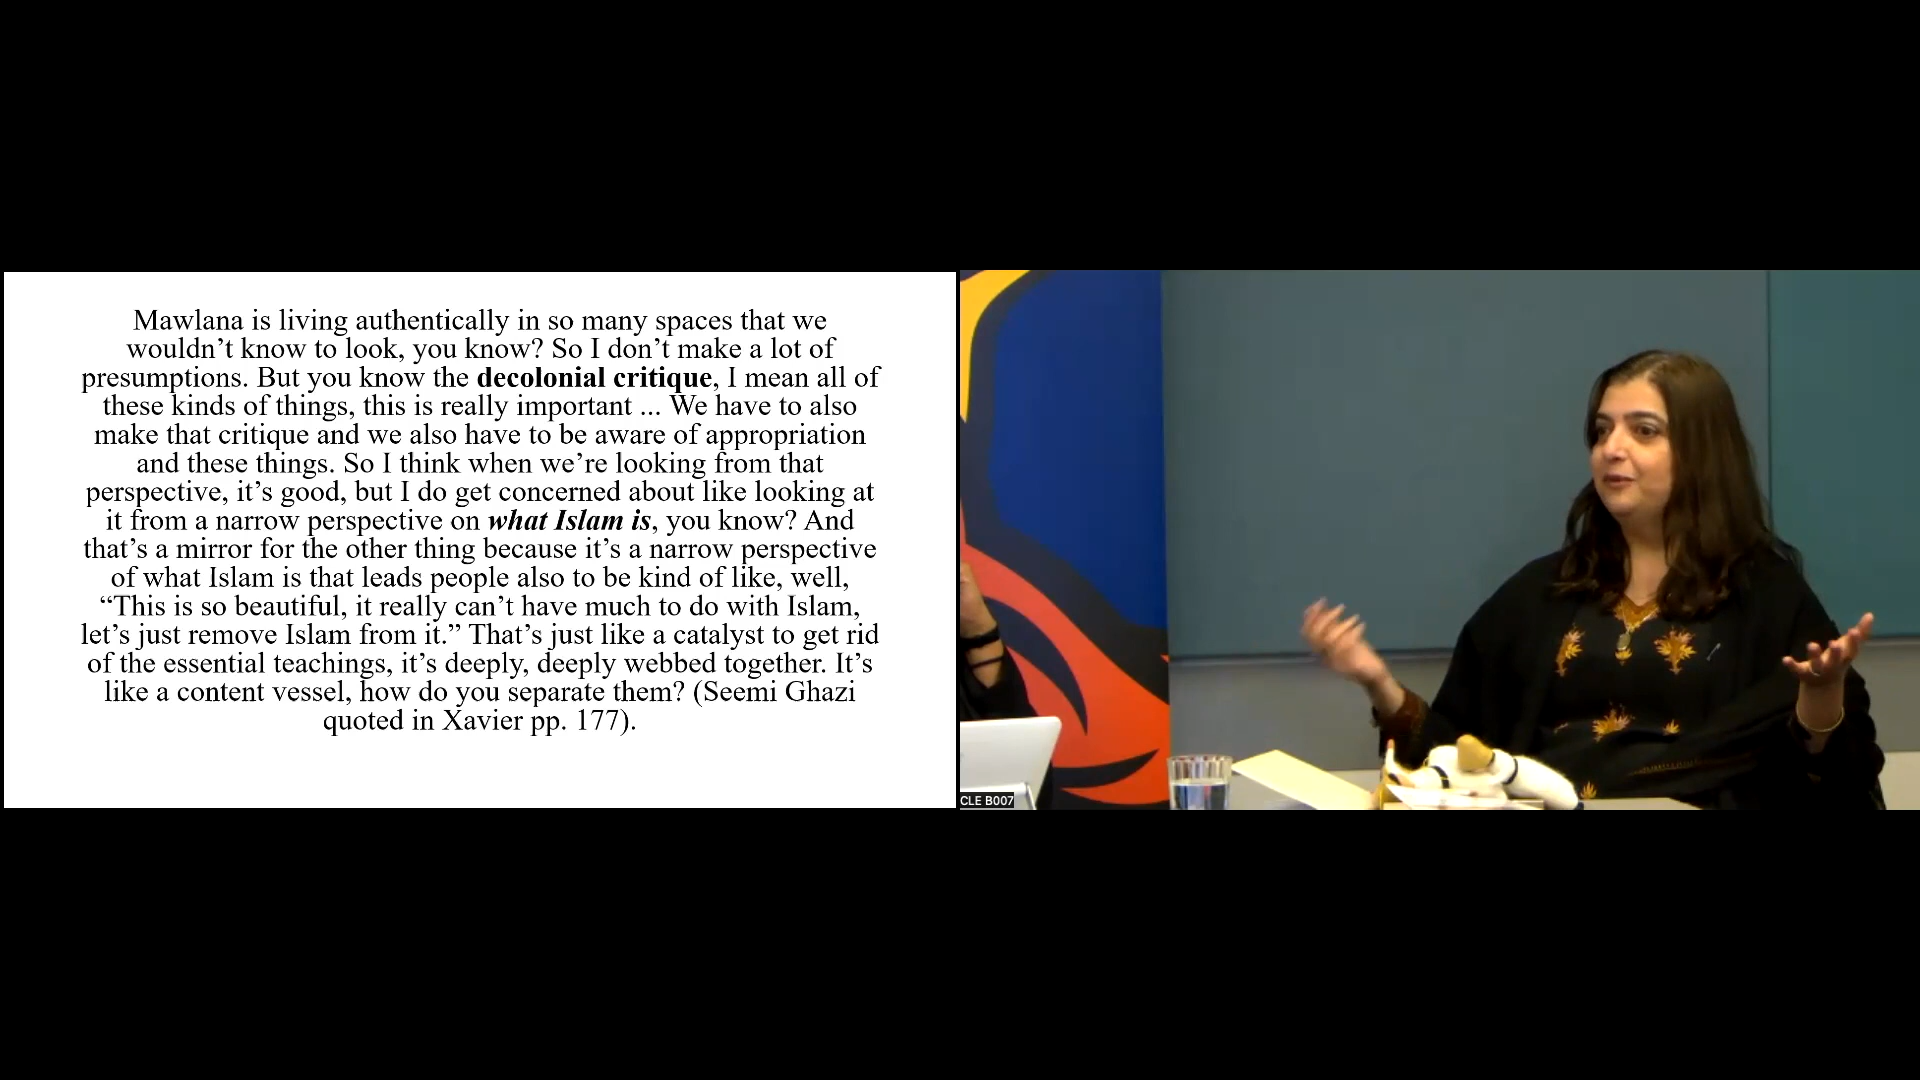 Mawlana is living authentically in so many spaces that we
wouldn’t know to look, you know? So I don’t make a lot of
presumptions. But you know the decolonial critique, I mean all of
these kinds of things, this is really important ... We have to also
make that critique and we also have to be aware of appropriation
and these things. So I think when we’re looking from that
perspective, it’s good, but I do get concerned about like looking at
it from a narrow perspective on what Islam is, you know? And
that’s a mirror for the other thing because it’s a narrow perspective
of what Islam is that leads people also to be kind of like, well,
“This is so beautiful, it really can’t have much to do with Islam,
let’s just remove Islam from it.” That’s just like a catalyst to get rid
of the essential teachings, it’s deeply, deeply webbed together. It’s
like a content vessel, how do you separate them? (Seemi Ghazi
quoted in Xavier pp. 177).
CLE B007